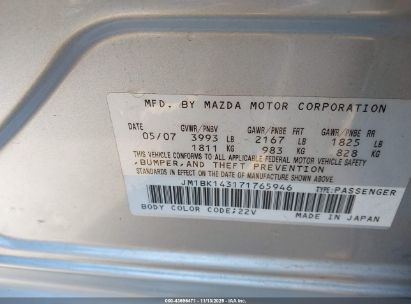 MFD. BY MAZDA MOTOR CORPORATION
DATE GVWR/PNBV GAWR/PNBE FRT GAWR/PNBE RR
05/07 3993 LB 2167 LB 1825 LB
1811 KG 983 KG 828 KG
THIS VEHICLE CONFORMS TO ALL APPLICABLE FEDERAL MOTOR VEHICLE SAFETY
, BUMPER, AND THEFT PREVENTION
STANDARDS IN EFFECT ON THE DATE OF MANUFACTURE SHOWN ABOVE.
JM1BK143171765946 TYPE:PASSENGER
BODY COLOR CODE:22V MADE IN JAPAN